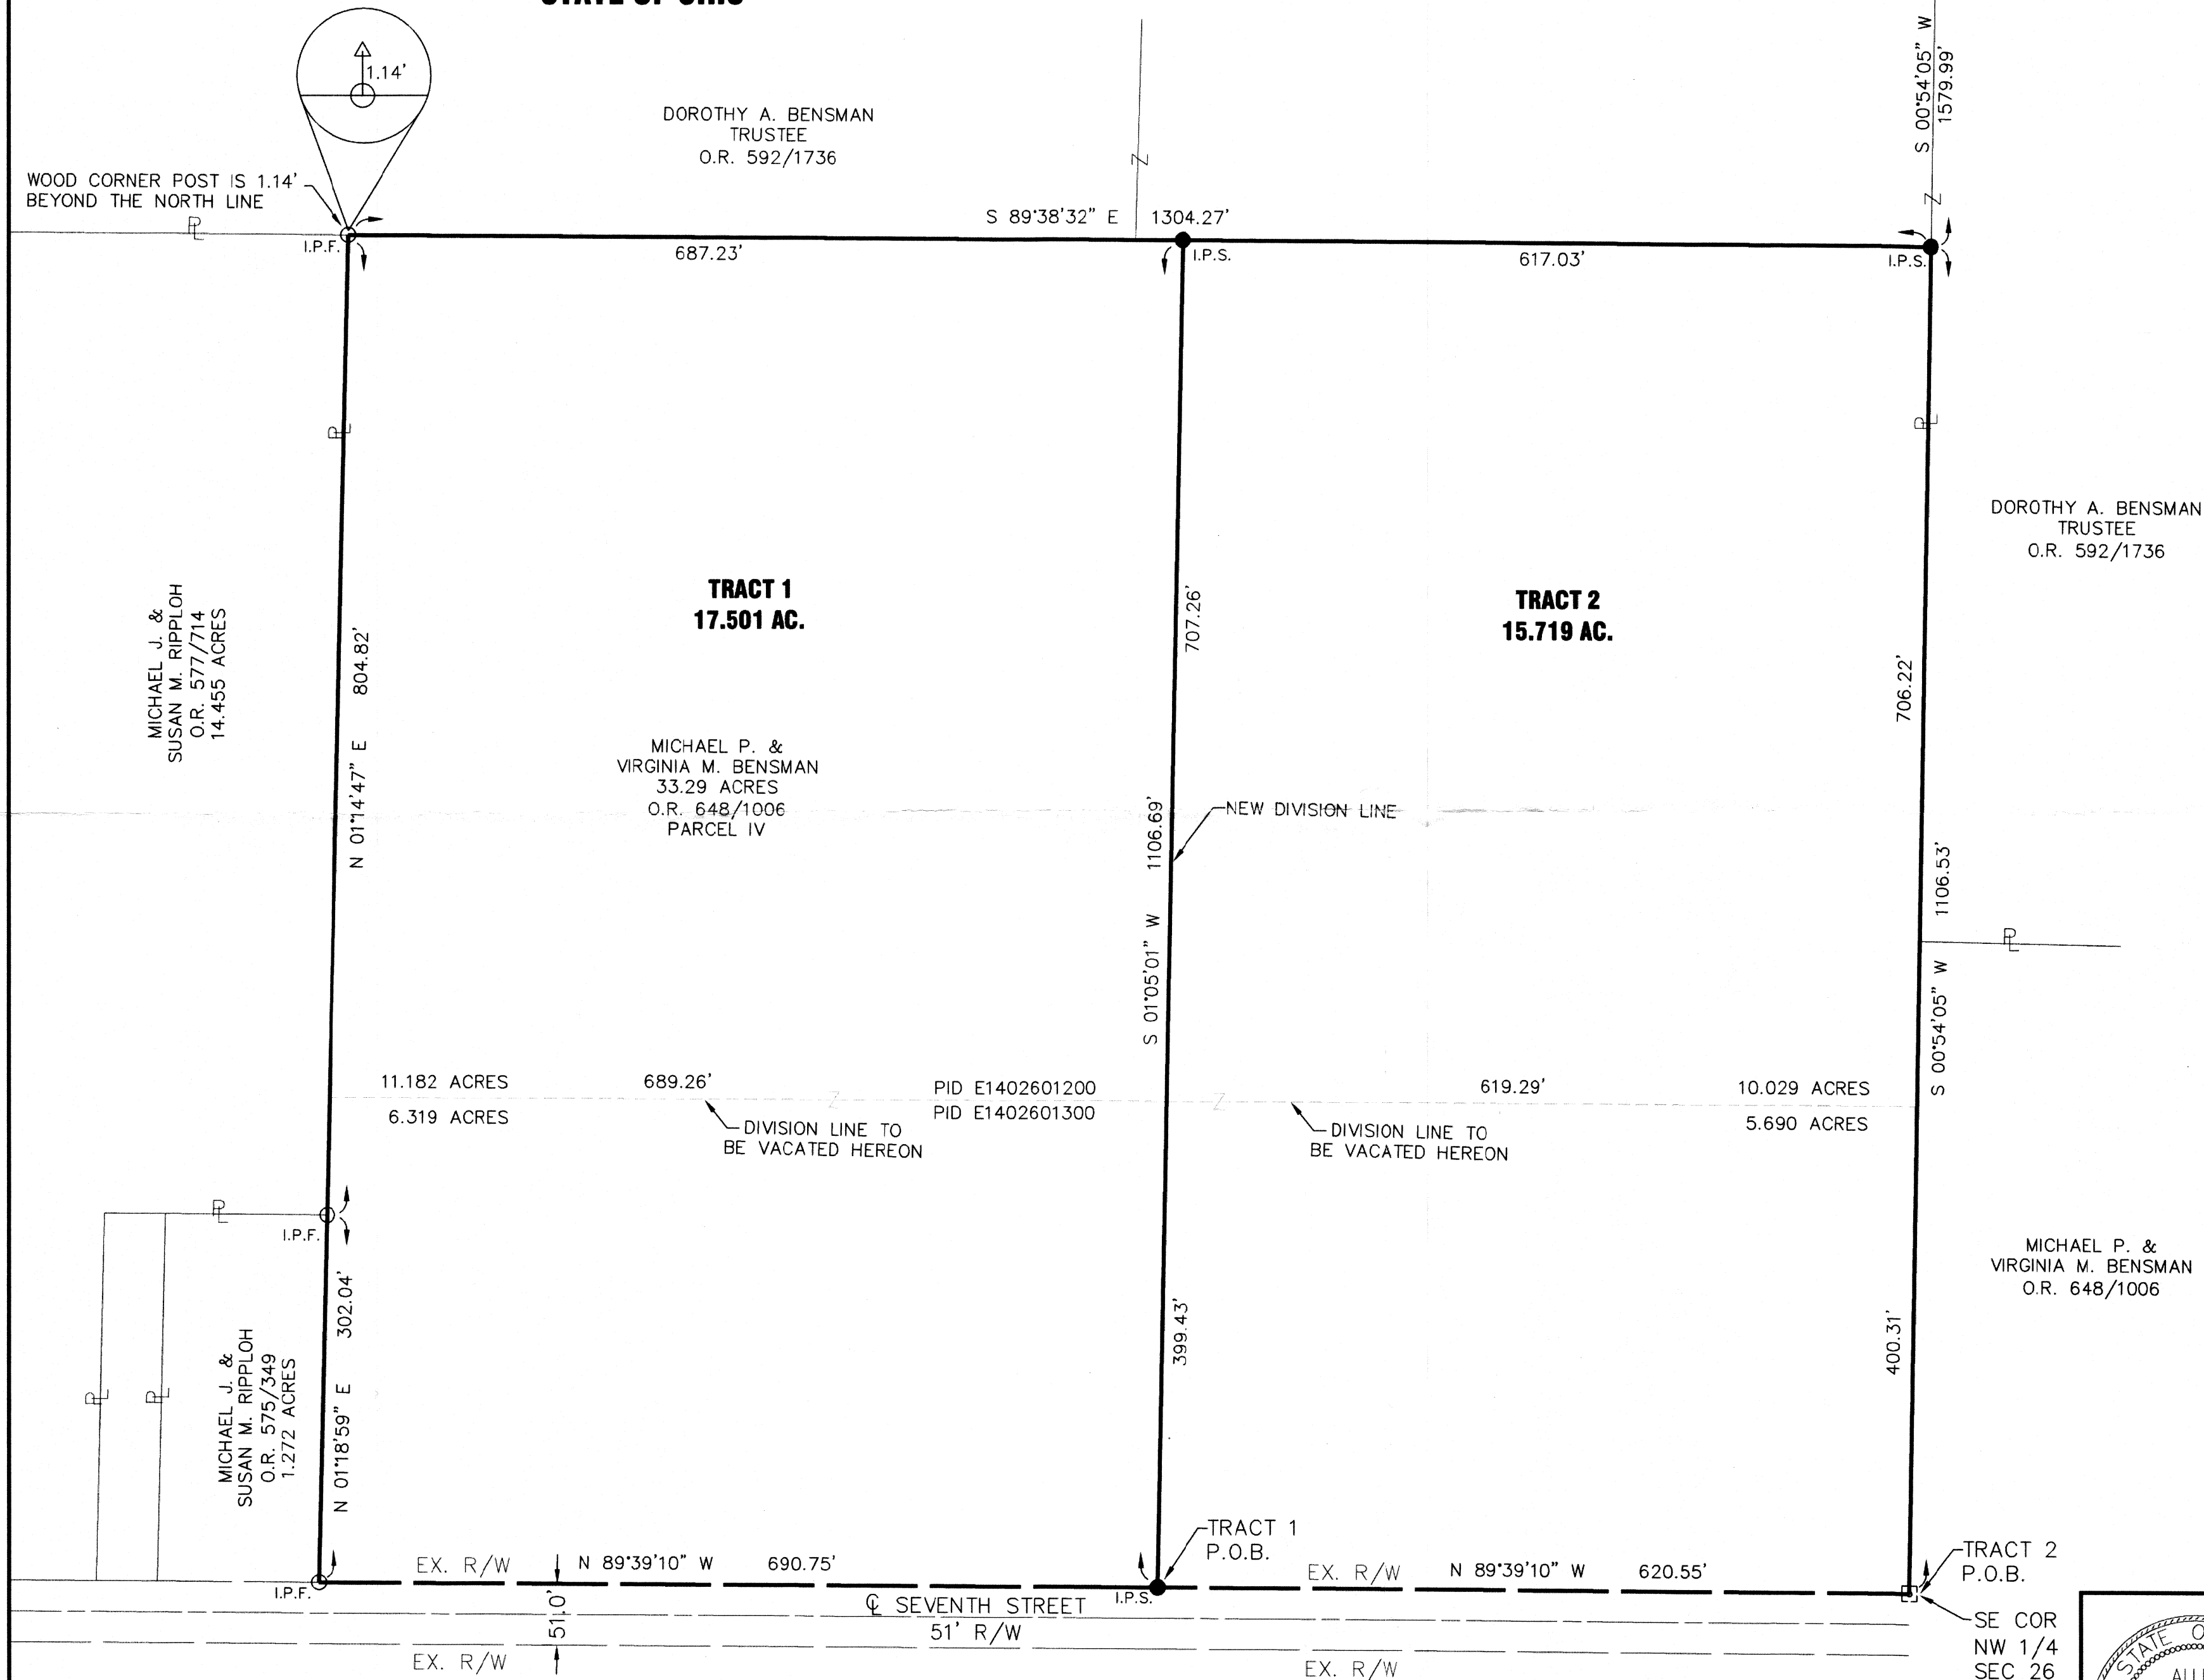 1.14'
DOROTHY A. BENSMAN
TRUSTEE
O.R. 592/1736
S 00°54'05" W
1579.99'
WOOD CORNER POST IS 1.14'
BEYOND THE NORTH LINE
S 89°38'32" E 1304.27'
I.P.F.
687.23'
I.P.S.
617.03'
I.P.S.
DOROTHY A. BENSMAN
TRUSTEE
O.R. 592/1736
TRACT 1
17.501 AC.
TRACT 2
15.719 AC.
MICHAEL J. &
SUSAN M. RIPPLOH
O.R. 577/714
14.455 ACRES
N 01°14'47" E 804.82'
707.26'
706.22'
MICHAEL P. &
VIRGINIA M. BENSMAN
33.29 ACRES
O.R. 648/1006
PARCEL IV
NEW DIVISION LINE
S 01°05'01" W 1106.69'
S 00°54'05" W 1106.53'
11.182 ACRES 689.26' PID E1402601200
6.319 ACRES PID E1402601300
DIVISION LINE TO
BE VACATED HEREON
619.29' 10.029 ACRES
5.690 ACRES
DIVISION LINE TO
BE VACATED HEREON
I.P.F.
MICHAEL J. &
SUSAN M. RIPPLOH
O.R. 575/349
1.272 ACRES
N 01°18'59" E 302.04'
399.43'
400.31'
MICHAEL P. &
VIRGINIA M. BENSMAN
O.R. 648/1006
TRACT 1
P.O.B.
TRACT 2
P.O.B.
EX. R/W N 89°39'10" W 690.75'
EX. R/W N 89°39'10" W 620.55'
I.P.F.
I.P.S.
51.0'
℄ SEVENTH STREET
51' R/W
EX. R/W
EX. R/W
SE COR
NW 1/4
SEC 26
STATE O